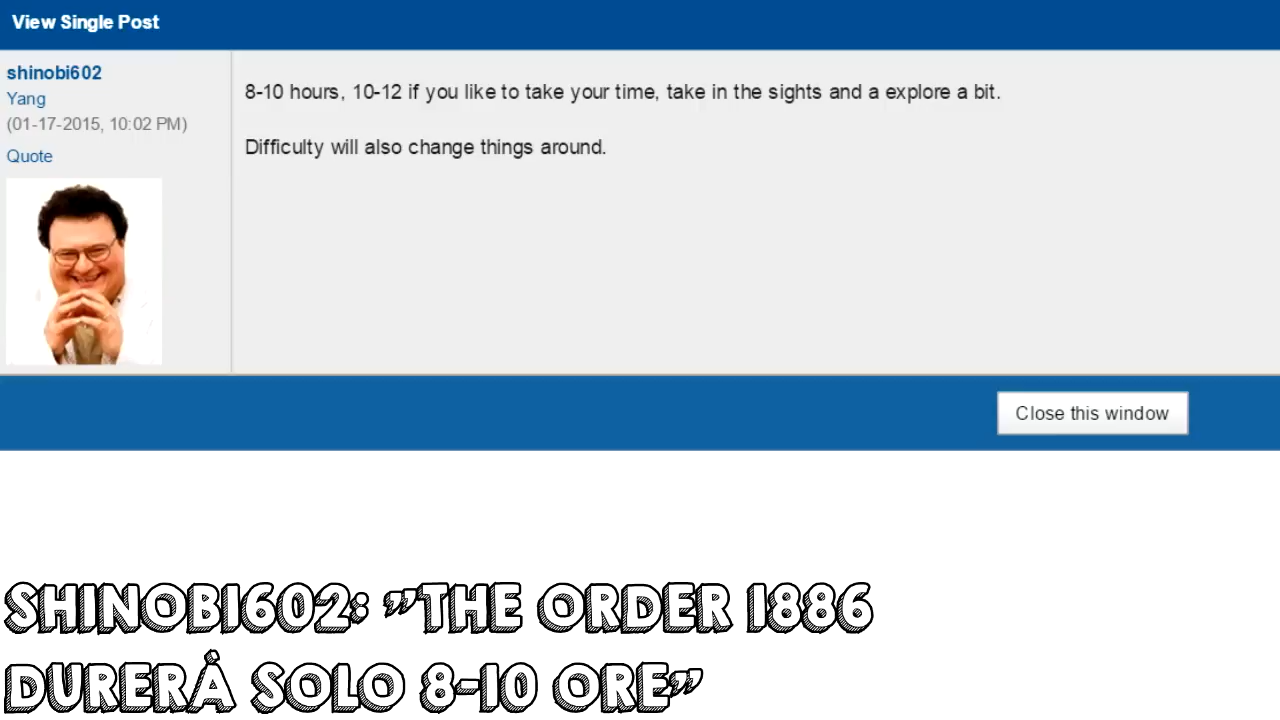 View Single Post
shinobi602
Yang
(01-17-2015, 10:02 PM)
Quote
8-10 hours, 10-12 if you like to take your time, take in the sights and a explore a bit.
Difficulty will also change things around.
Close this window
SHINOBI602: "THE ORDER 1886
DURERÀ SOLO 8-10 ORE"